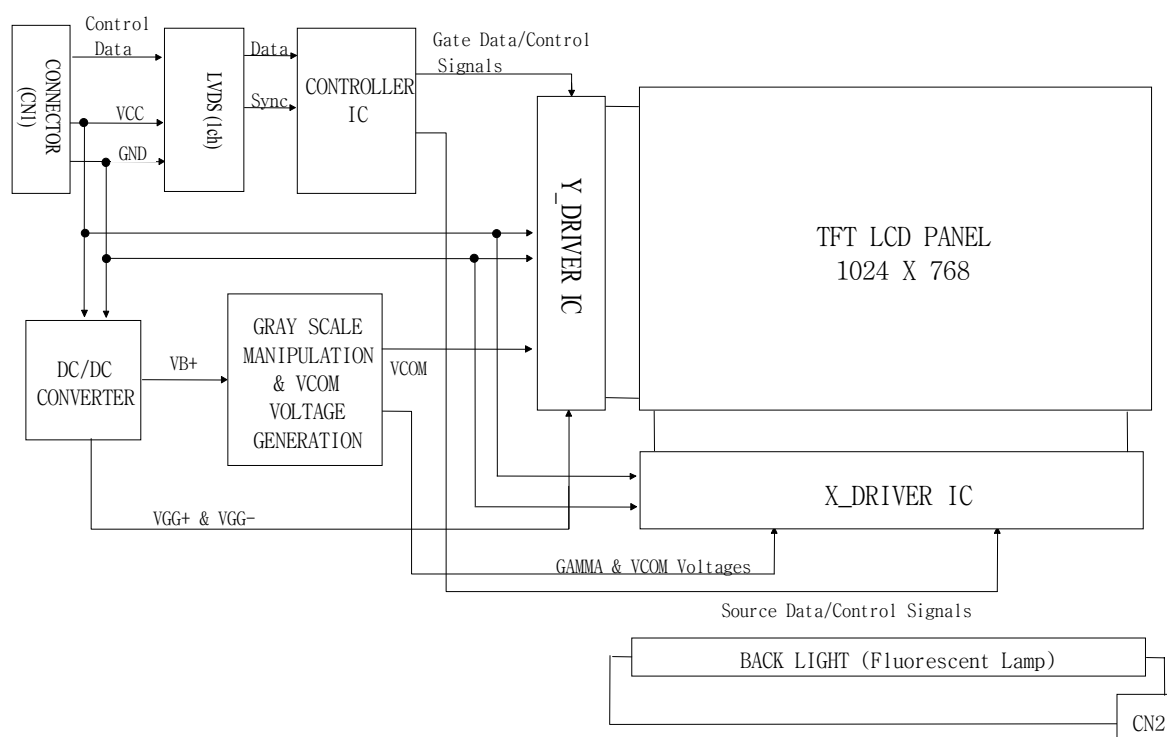 Control
Data
CONNECTOR
(CN1)
VCC
GND
LVDS(1ch)
Data
Sync
CONTROLLER
IC
Gate Data/Control
Signals
Y_DRIVER IC
TFT LCD PANEL
1024 X 768
DC/DC
CONVERTER
VB+
GRAY SCALE
MANIPULATION
& VCOM
VOLTAGE
GENERATION
VCOM
X_DRIVER IC
VGG+ & VGG-
GAMMA & VCOM Voltages
Source Data/Control Signals
BACK LIGHT (Fluorescent Lamp)
CN2